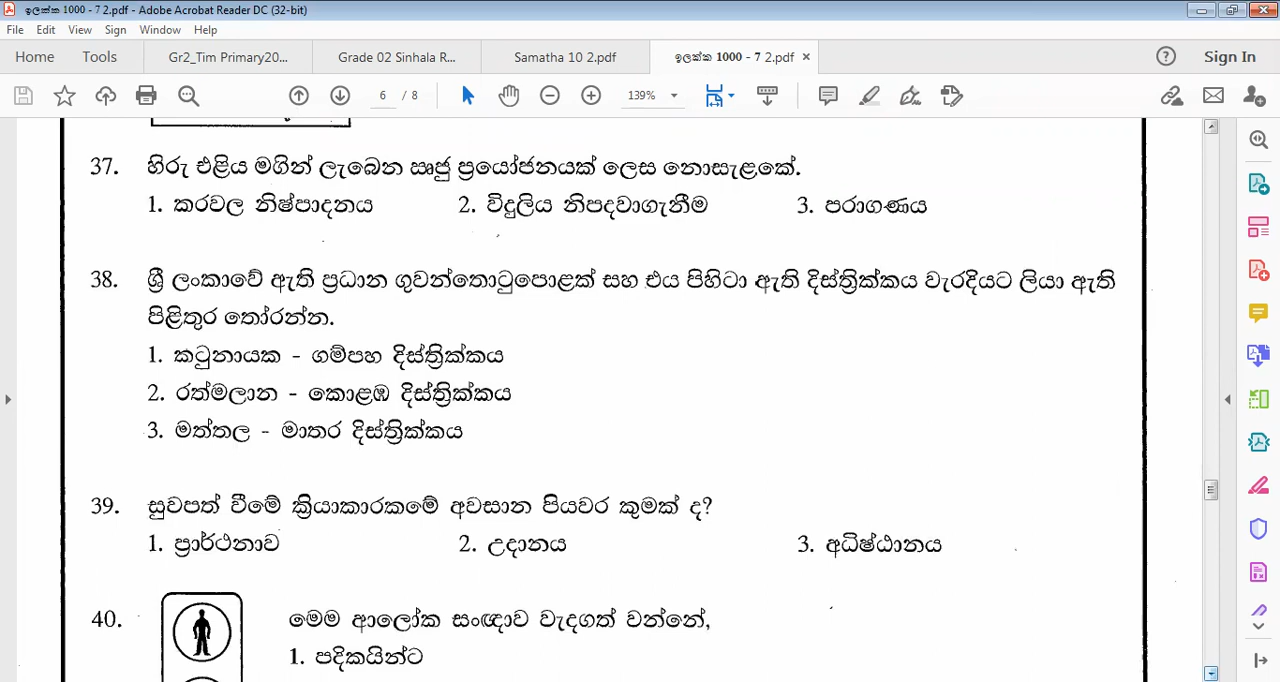 ඉලක්ක 1000 - 7 2.pdf - Adobe Acrobat Reader DC (32-bit)
File Edit View Sign Window Help
Home Tools Gr2_Tim Primary20... Grade 02 Sinhala R... Samatha 10 2.pdf ඉලක්ක 1000 - 7 2.pdf × ? Sign In
6 / 8 139%
37. හිරු එළිය මගින් ලැබෙන ඍජු ප්‍රයෝජනයක් ලෙස නොසැළකේ.
1. කරවල නිෂ්පාදනය 2. විදුලිය නිපදවාගැනීම 3. පරාගණය
38. ශ්‍රී ලංකාවේ ඇති ප්‍රධාන ගුවන්තොටුපොළක් සහ එය පිහිටා ඇති දිස්ත්‍රික්කය වැරදියට ලියා ඇති
පිළිතුර තෝරන්න.
1. කටුනායක - ගම්පහ දිස්ත්‍රික්කය
2. රත්මලාන - කොළඹ දිස්ත්‍රික්කය
3. මත්තල - මාතර දිස්ත්‍රික්කය
39. සුවපත් වීමේ ක්‍රියාකාරකමේ අවසාන පියවර කුමක් ද?
1. ප්‍රාර්ථනාව 2. උදානය 3. අධිෂ්ඨානය
40. මෙම ආලෝක සංඥාව වැදගත් වන්නේ,
1. පදිකයින්ට